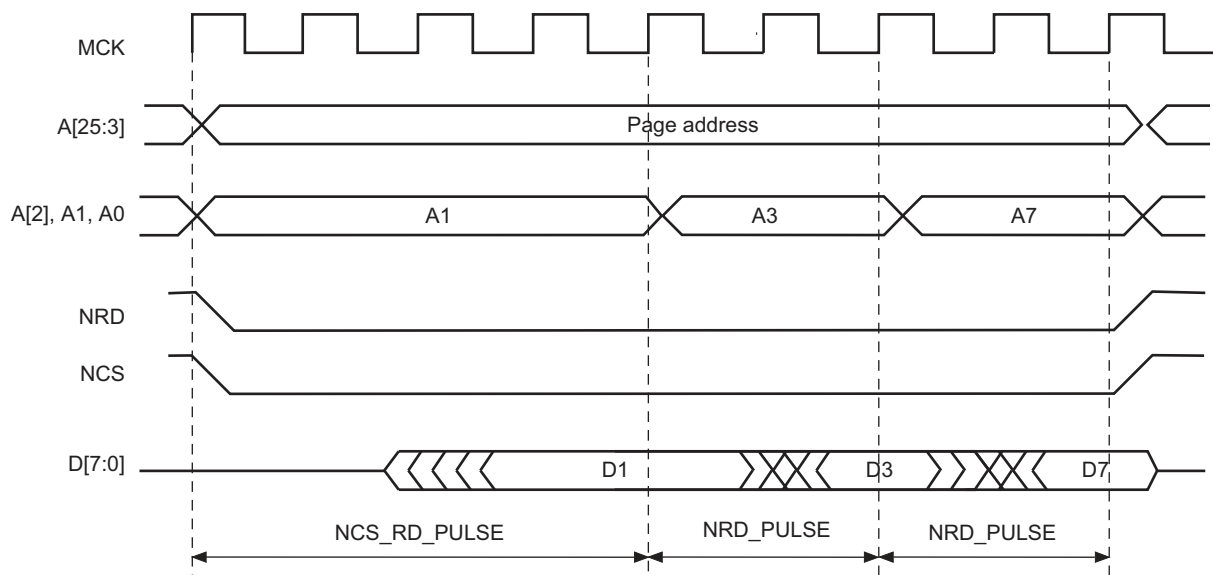 MCK
A[25:3]
Page address
A[2], A1, A0
A1
A3
A7
NRD
NCS
D[7:0]
D1
D3
D7
NCS_RD_PULSE
NRD_PULSE
NRD_PULSE